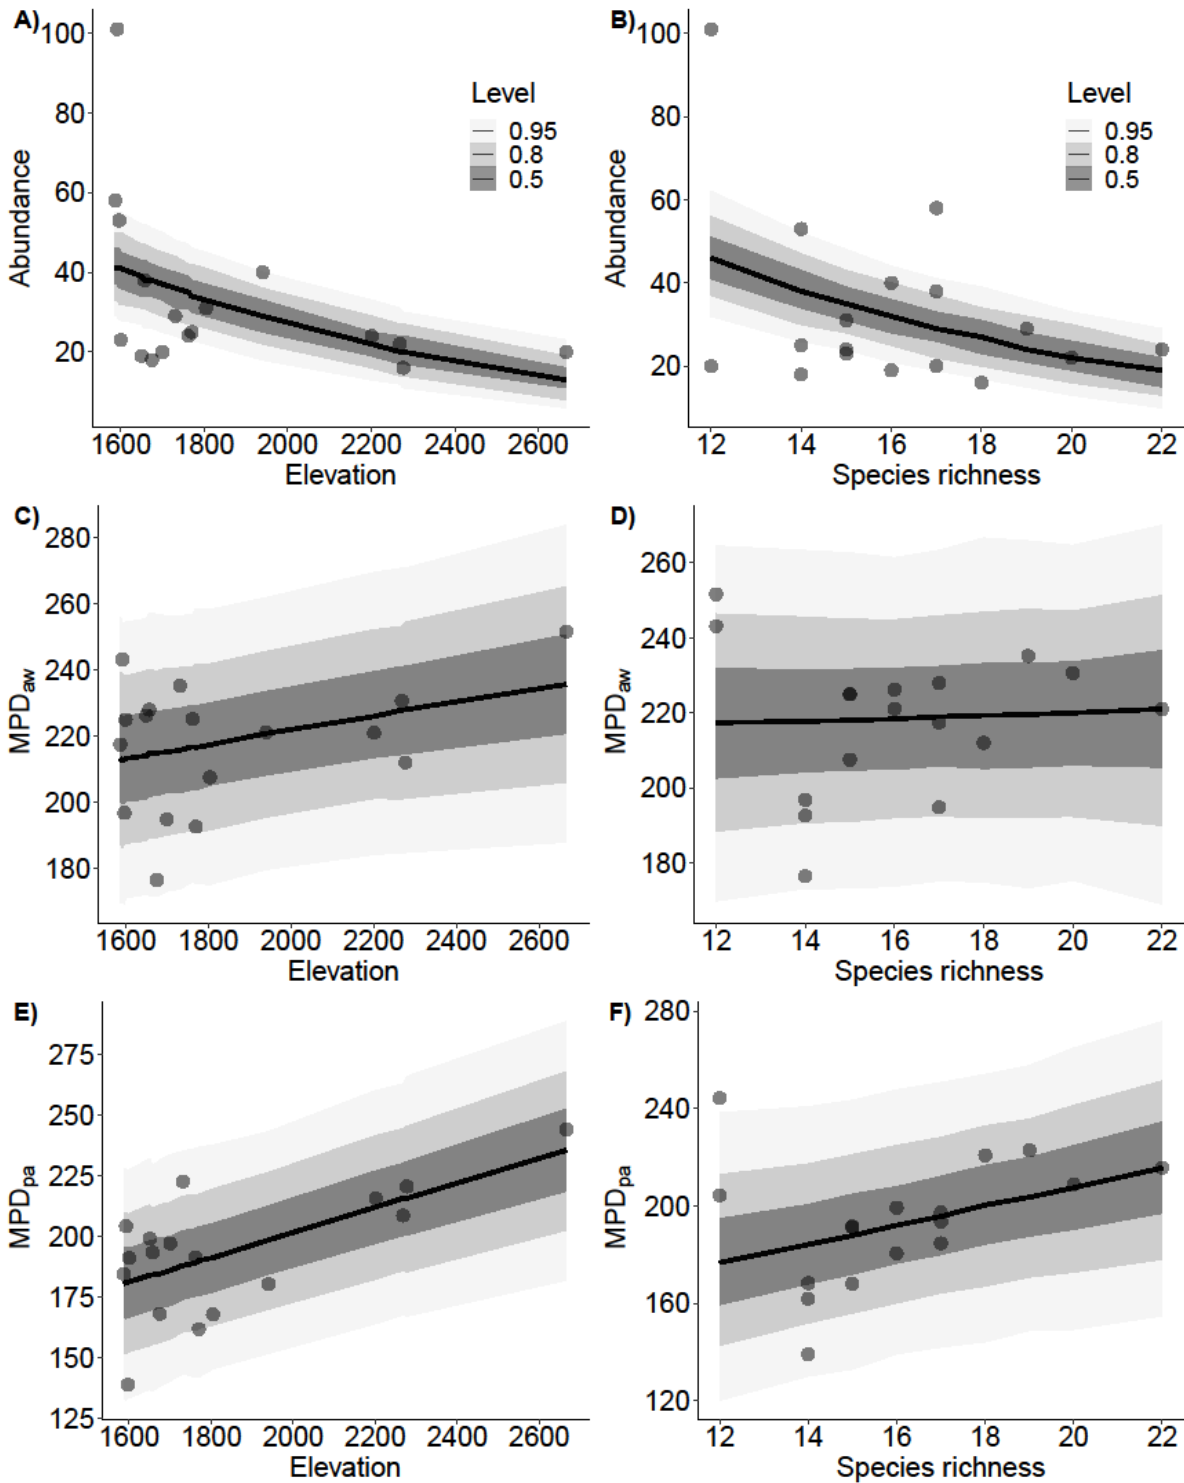 A)
Abundance
100
80
60
40
20
Level
0.95
0.8
0.5
1600 1800 2000 2200 2400 2600
Elevation
B)
Abundance
100
80
60
40
20
Level
0.95
0.8
0.5
12 14 16 18 20 22
Species richness
C)
MPDaw
280
260
240
220
200
180
1600 1800 2000 2200 2400 2600
Elevation
D)
MPDaw
260
240
220
200
180
12 14 16 18 20 22
Species richness
E)
MPDpa
275
250
225
200
175
150
125
1600 1800 2000 2200 2400 2600
Elevation
F)
MPDpa
280
240
200
160
120
12 14 16 18 20 22
Species richness